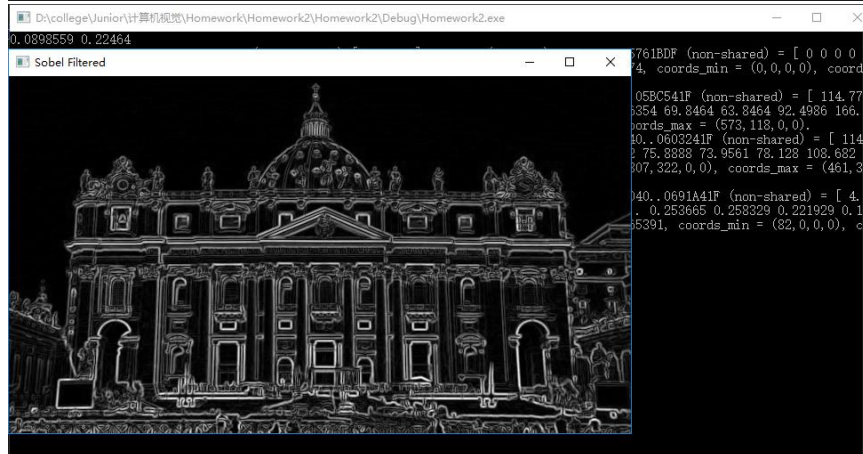 D:\college\Junior\计算机视觉\Homework\Homework2\Homework2\Debug\Homework2.exe
0.0898559 0.22464
Sobel Filtered
5761BDF (non-shared) = [ 0 0 0 0
74, coords_min = (0,0,0,0), coord
05BC541F (non-shared) = [ 114.77
6354 69.8464 63.8464 92.4986 166.
oords_max = (573,118,0,0).
40..0603241F (non-shared) = [ 114
2 75.8888 73.9561 78.128 108.682
307,322,0,0), coords_max = (461,3
040..0691A41F (non-shared) = [ 4.
. 0.253665 0.258329 0.221929 0.1
65391, coords_min = (82,0,0,0), c